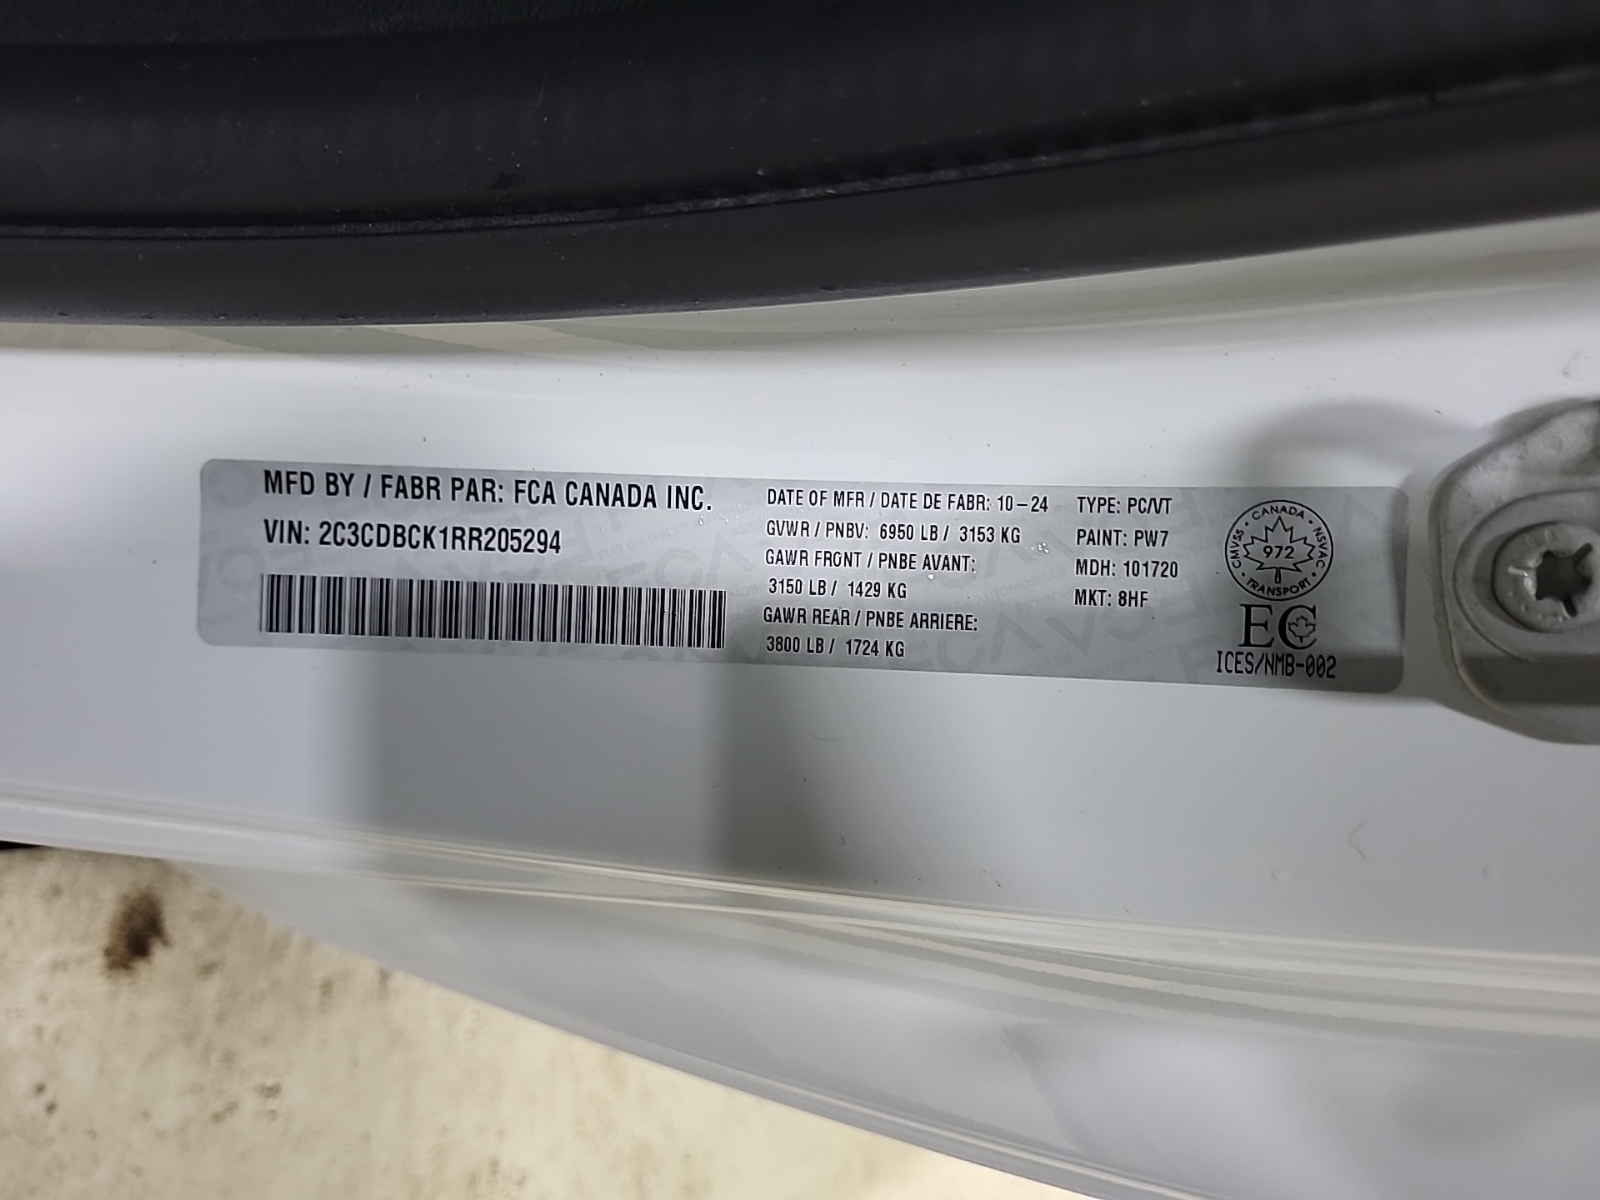 MFD BY / FABR PAR: FCA CANADA INC.
VIN: 2C3CDBCK1RR205294
DATE OF MFR / DATE DE FABR: 10-24
GVWR / PNBV: 6950 LB / 3153 KG
GAWR FRONT / PNBE AVANT:
3150 LB / 1429 KG
GAWR REAR / PNBE ARRIERE:
3800 LB / 1724 KG
TYPE: PC/VT
PAINT: PW7
MDH: 101720
MKT: 8HF
CANADA · NSVAC · TRANSPORT · CMVSS
972
EC
ICES/NMB-002